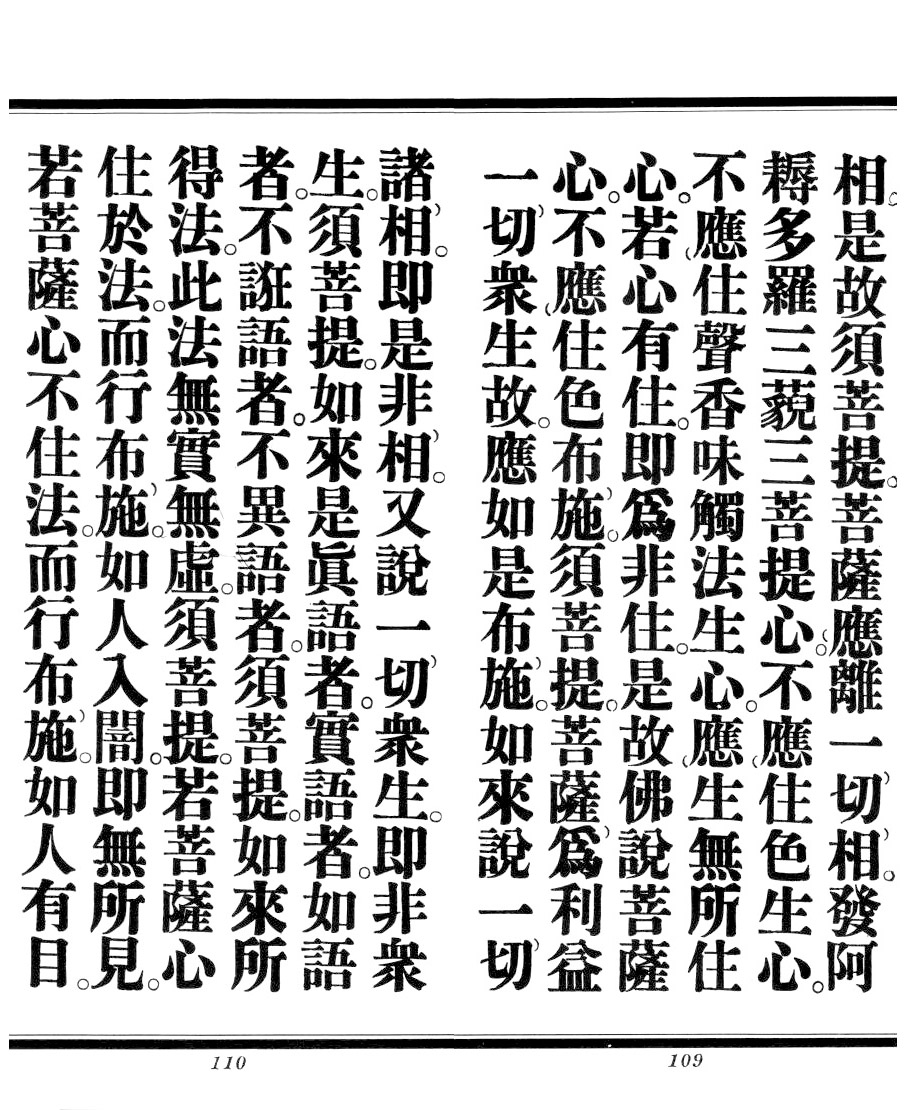 相。是故須菩提。菩薩應離一切相。發阿
耨多羅三藐三菩提心。不應住色生心。
不應住聲香味觸法生心。應生無所住
心。若心有住。即爲非住。是故佛說菩薩
心。不應住色布施。須菩提。菩薩爲利益
一切衆生故。應如是布施。如來說一切
109
諸相。即是非相。又說一切衆生。即非衆
生。須菩提。如來是眞語者。實語者。如語
者。不誑語者。不異語者。須菩提。如來所
得法。此法無實無虛。須菩提。若菩薩心
住於法。而行布施。如人入闇。即無所見。
若菩薩心不住法。而行布施。如人有目。
110